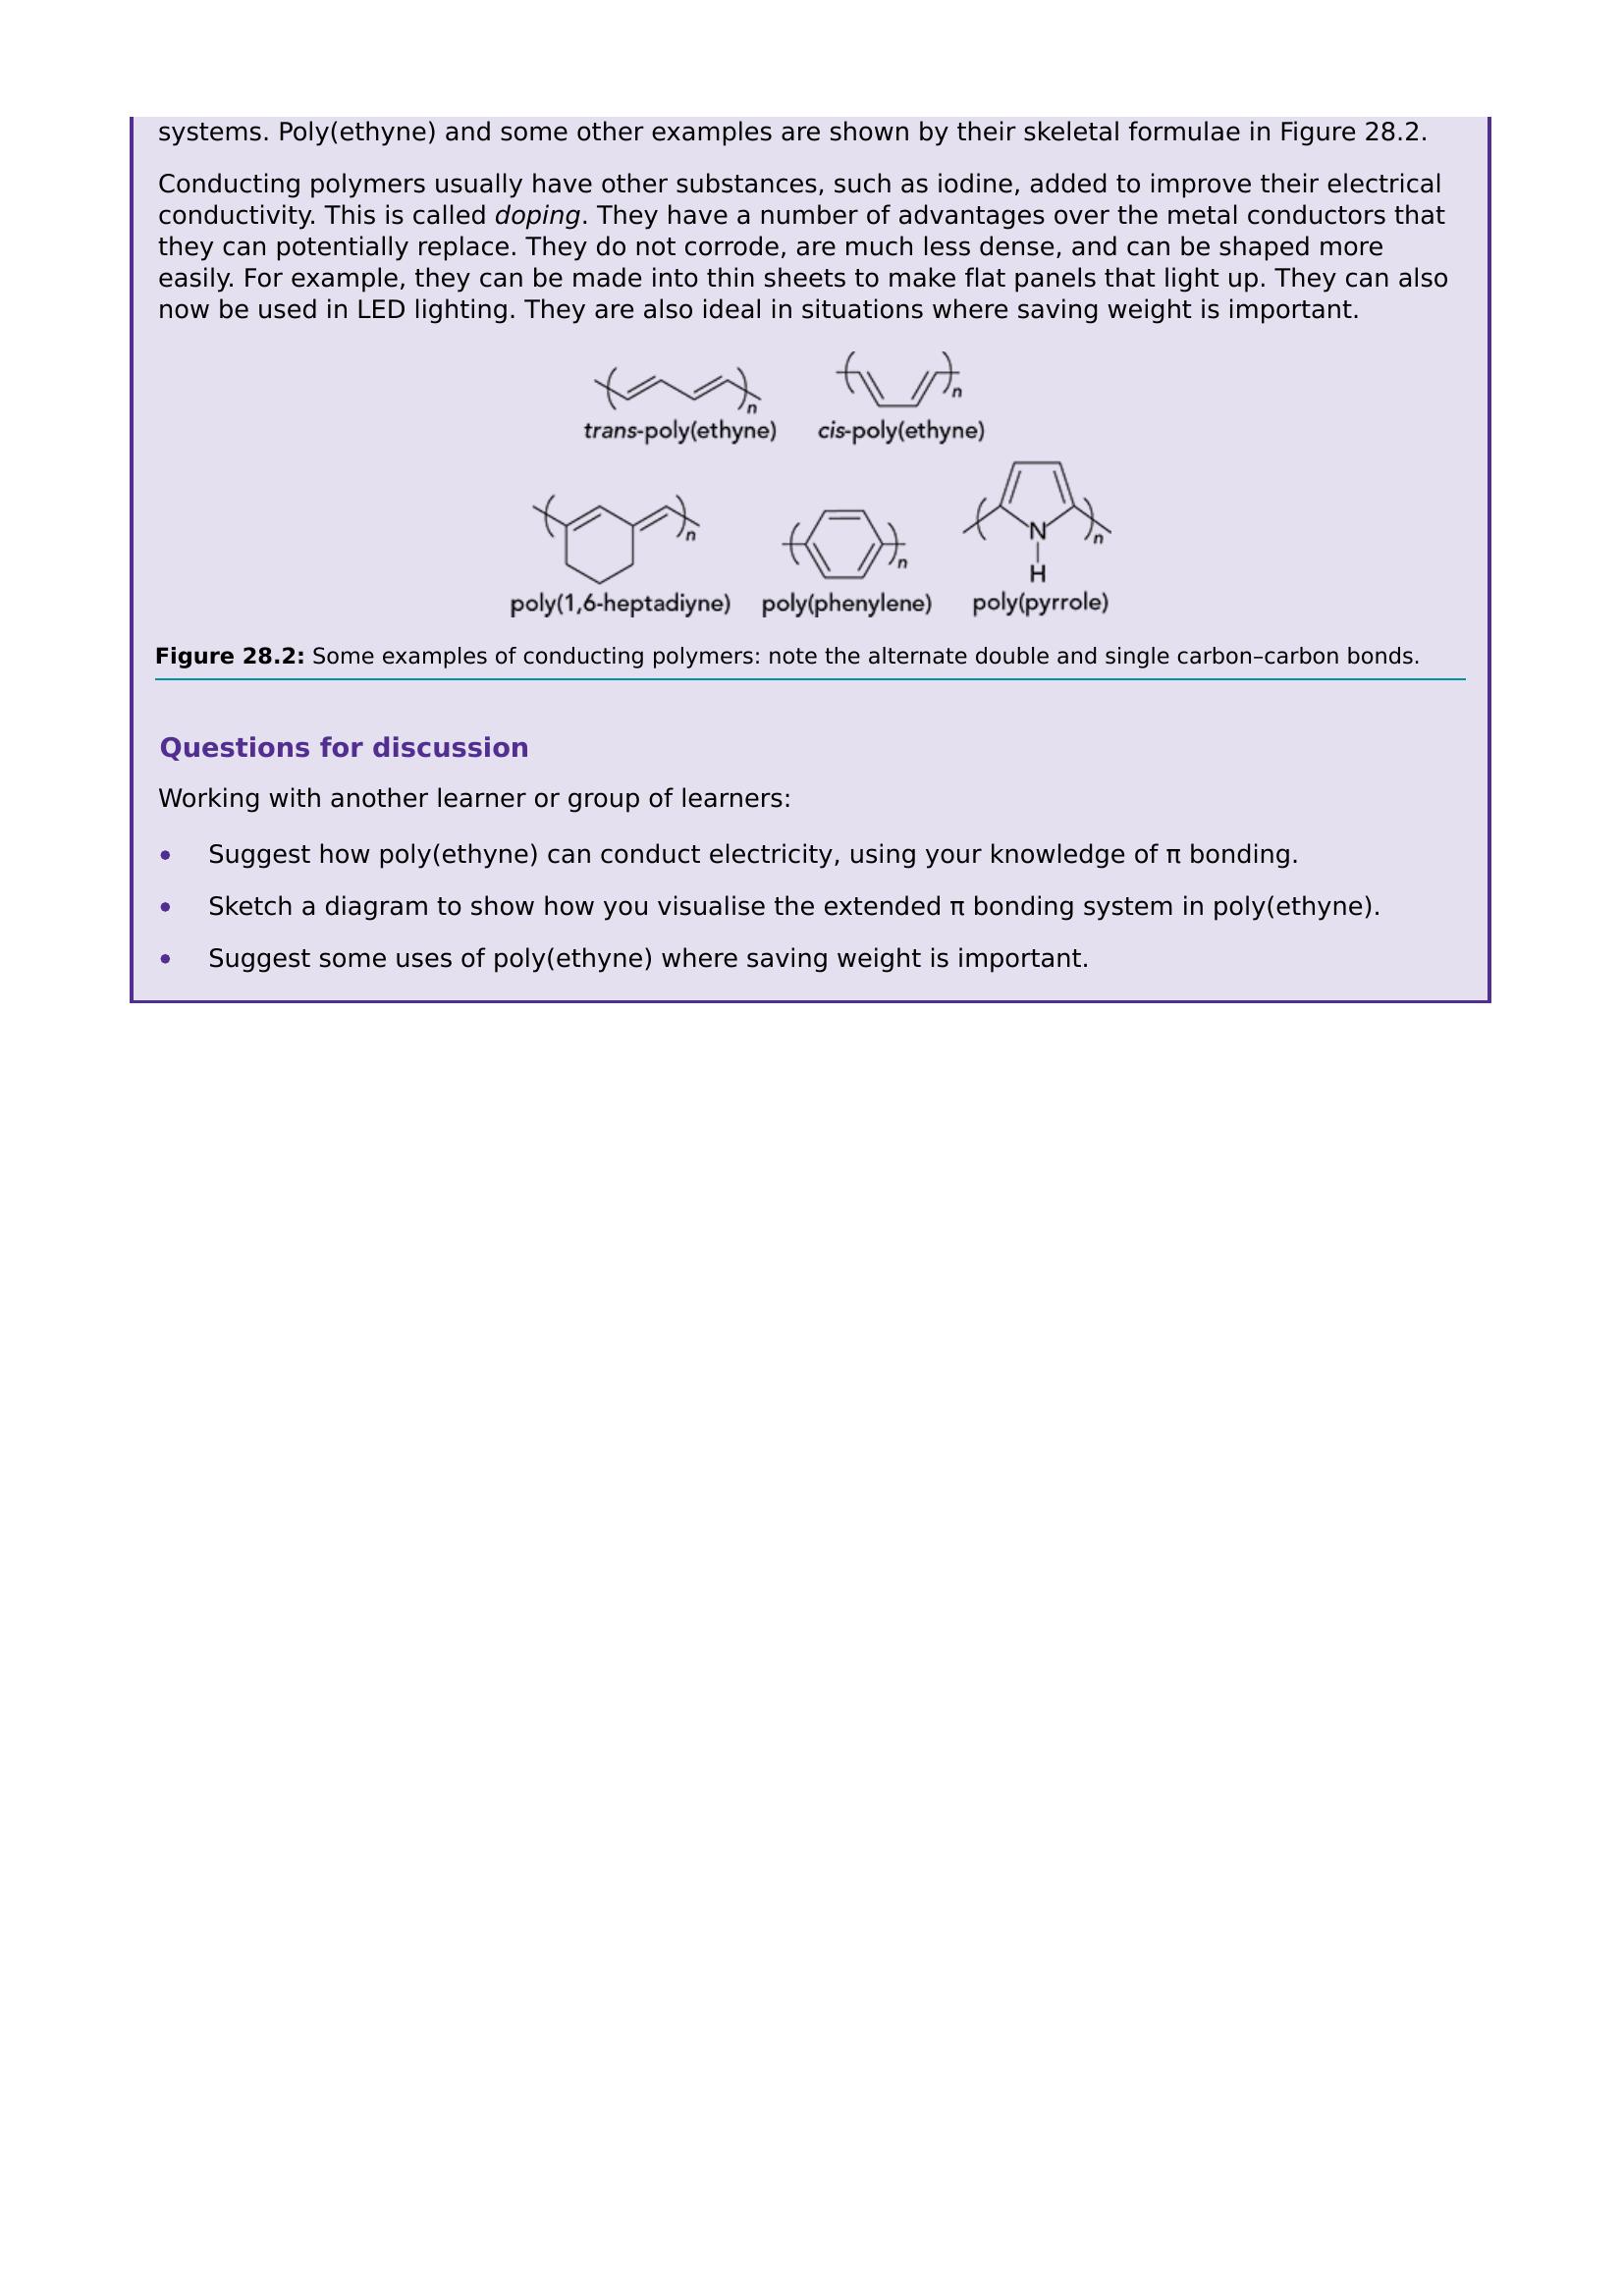 systems. Poly(ethyne) and some other examples are shown by their skeletal formulae in Figure 28.2.
Conducting polymers usually have other substances, such as iodine, added to improve their electrical
conductivity. This is called doping. They have a number of advantages over the metal conductors that
they can potentially replace. They do not corrode, are much less dense, and can be shaped more
easily. For example, they can be made into thin sheets to make flat panels that light up. They can also
now be used in LED lighting. They are also ideal in situations where saving weight is important.
n n
trans-poly(ethyne) cis-poly(ethyne)
n n N n
H
poly(1,6-heptadiyne) poly(phenylene) poly(pyrrole)
Figure 28.2: Some examples of conducting polymers: note the alternate double and single carbon–carbon bonds.
Questions for discussion
Working with another learner or group of learners:
• Suggest how poly(ethyne) can conduct electricity, using your knowledge of π bonding.
• Sketch a diagram to show how you visualise the extended π bonding system in poly(ethyne).
• Suggest some uses of poly(ethyne) where saving weight is important.